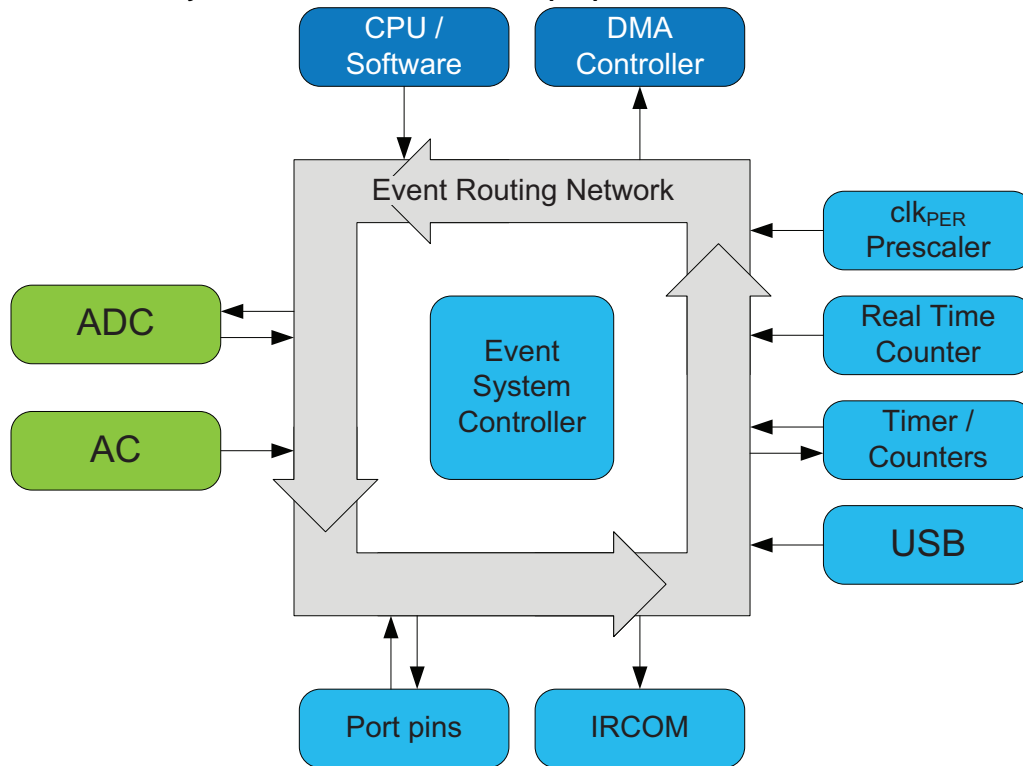 CPU /
Software
DMA
Controller
Event Routing Network
clkPER
Prescaler
ADC
Real Time
Counter
Event
System
Controller
AC
Timer /
Counters
USB
Port pins
IRCOM